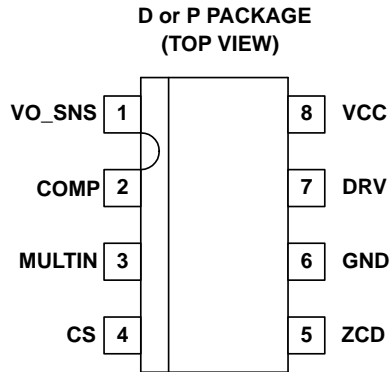 D or P PACKAGE
(TOP VIEW)
VO_SNS 1 8 VCC
COMP 2 7 DRV
MULTIN 3 6 GND
CS 4 5 ZCD